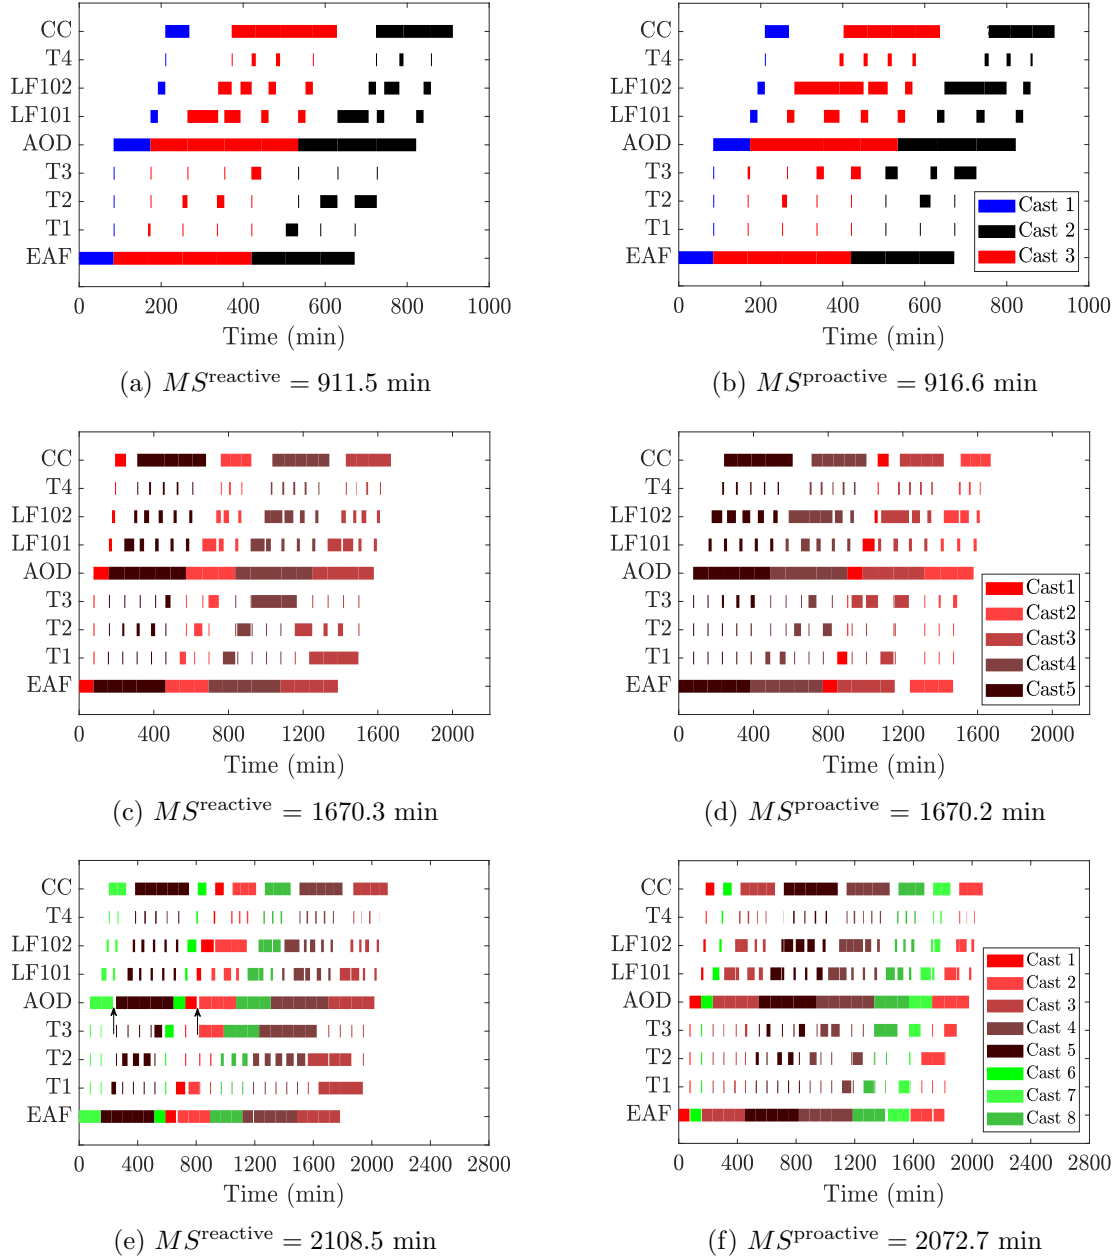 CC
T4
LF102
LF101
AOD
T3
T2
T1
EAF
0 200 400 600 800 1000
Time (min)
(a) MS^reactive = 911.5 min
CC
T4
LF102
LF101
AOD
T3
T2
T1
EAF
Cast 1
Cast 2
Cast 3
0 200 400 600 800 1000
Time (min)
(b) MS^proactive = 916.6 min
CC
T4
LF102
LF101
AOD
T3
T2
T1
EAF
0 400 800 1200 1600 2000
Time (min)
(c) MS^reactive = 1670.3 min
CC
T4
LF102
LF101
AOD
T3
T2
T1
EAF
Cast1
Cast2
Cast3
Cast4
Cast5
0 400 800 1200 1600 2000
Time (min)
(d) MS^proactive = 1670.2 min
CC
T4
LF102
LF101
AOD
T3
T2
T1
EAF
0 400 800 1200 1600 2000 2400 2800
Time (min)
(e) MS^reactive = 2108.5 min
CC
T4
LF102
LF101
AOD
T3
T2
T1
EAF
Cast 1
Cast 2
Cast 3
Cast 4
Cast 5
Cast 6
Cast 7
Cast 8
0 400 800 1200 1600 2000 2400 2800
Time (min)
(f) MS^proactive = 2072.7 min